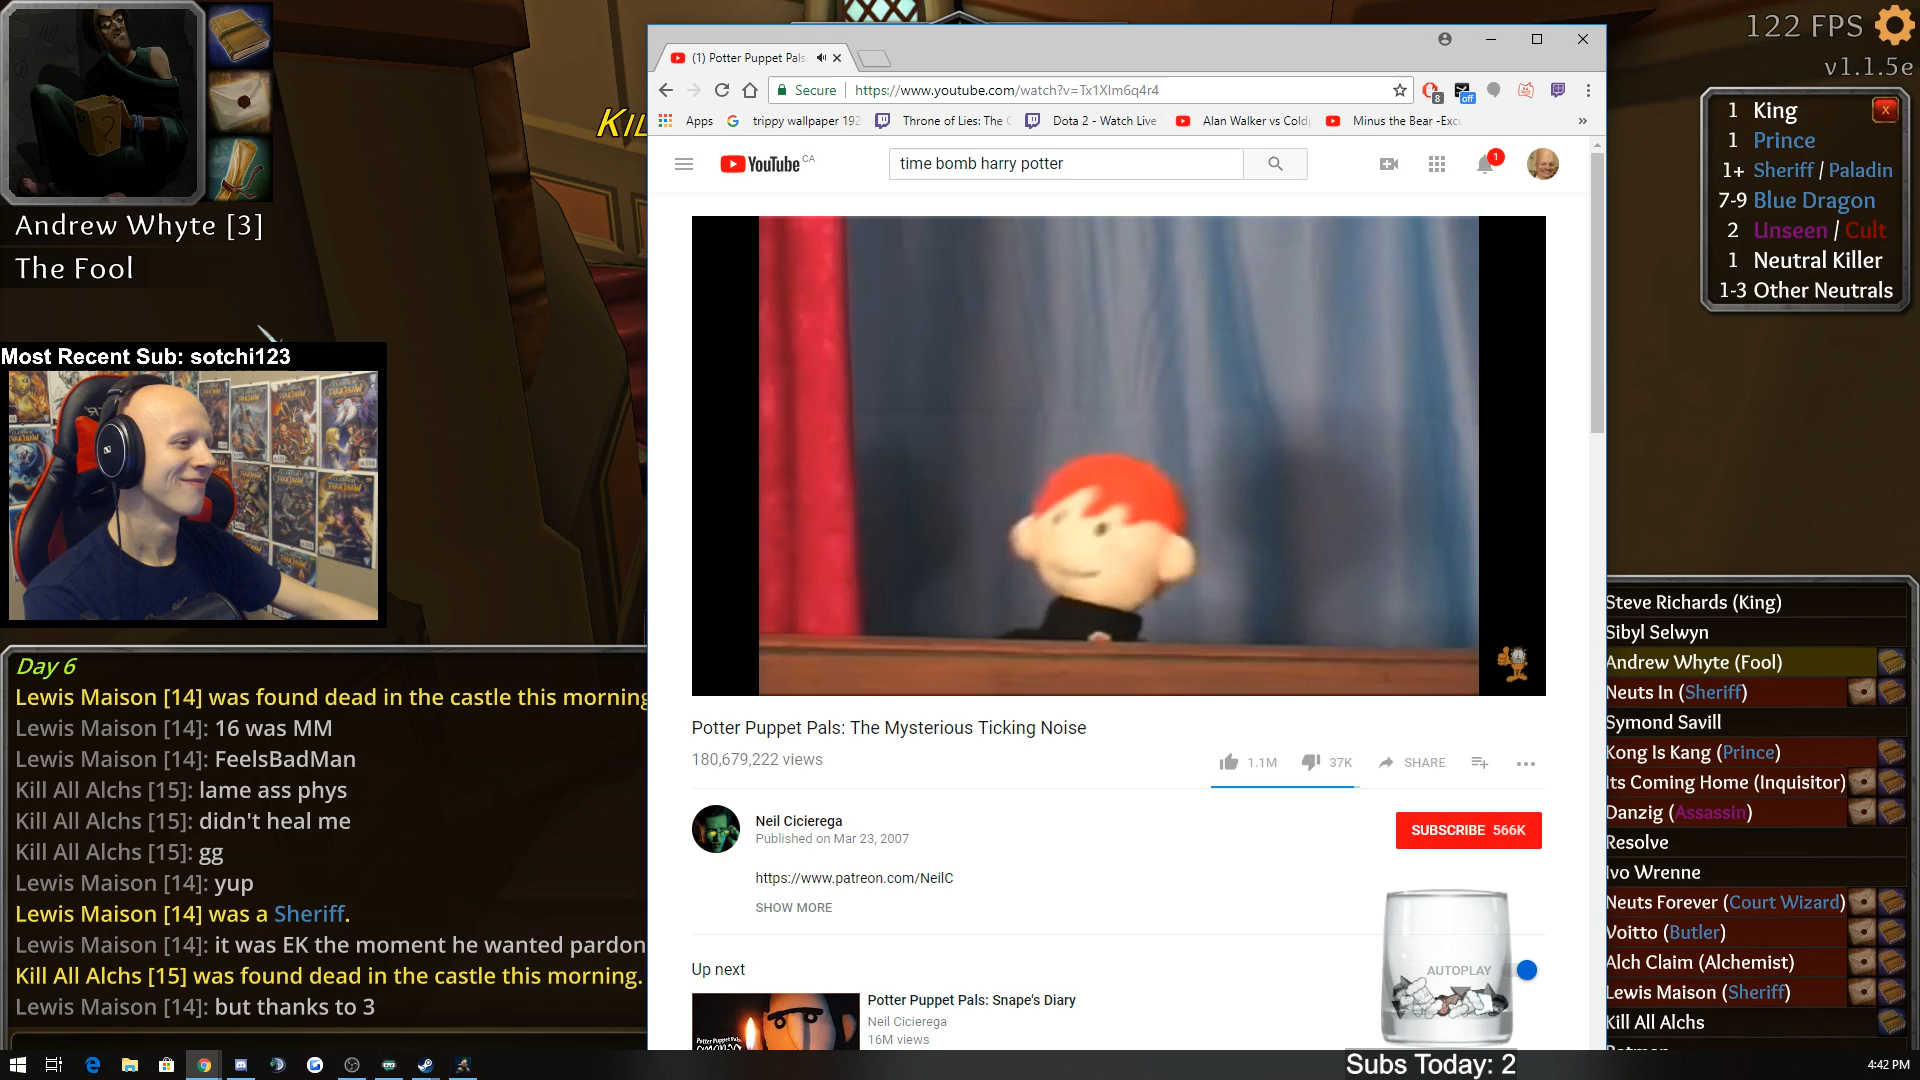 Andrew Whyte [3]
The Fool
Most Recent Sub: sotchi123
Day 6
Lewis Maison [14] was found dead in the castle this morning
Lewis Maison [14]: 16 was MM
Lewis Maison [14]: FeelsBadMan
Kill All Alchs [15]: lame ass phys
Kill All Alchs [15]: didn't heal me
Kill All Alchs [15]: gg
Lewis Maison [14]: yup
Lewis Maison [14] was a Sheriff.
Lewis Maison [14]: it was EK the moment he wanted pardon
Kill All Alchs [15] was found dead in the castle this morning.
Lewis Maison [14]: but thanks to 3
(1) Potter Puppet Pals
Secure
https://www.youtube.com/watch?v=Tx1XIm6q4r4
8
off
Apps
trippy wallpaper 192
Throne of Lies: The
Dota 2 - Watch Live
Alan Walker vs Cold
Minus the Bear -Exc
»
YouTube CA
time bomb harry potter
1
Potter Puppet Pals: The Mysterious Ticking Noise
180,679,222 views
1.1M
37K
SHARE
Neil Cicierega
Published on Mar 23, 2007
SUBSCRIBE 566K
https://www.patreon.com/NeilC
SHOW MORE
Up next
AUTOPLAY
Potter Puppet Pals: Snape's Diary
Neil Cicierega
16M views
122 FPS
v1.1.5e
1 King
X
1 Prince
1+ Sheriff / Paladin
7-9 Blue Dragon
2 Unseen / Cult
1 Neutral Killer
1-3 Other Neutrals
Steve Richards (King)
Sibyl Selwyn
Andrew Whyte (Fool)
Neuts In (Sheriff)
Symond Savill
Kong Is Kang (Prince)
Its Coming Home (Inquisitor)
Danzig (Assassin)
Resolve
Ivo Wrenne
Neuts Forever (Court Wizard)
Voitto (Butler)
Alch Claim (Alchemist)
Lewis Maison (Sheriff)
Kill All Alchs
Subs Today: 2
4:42 PM